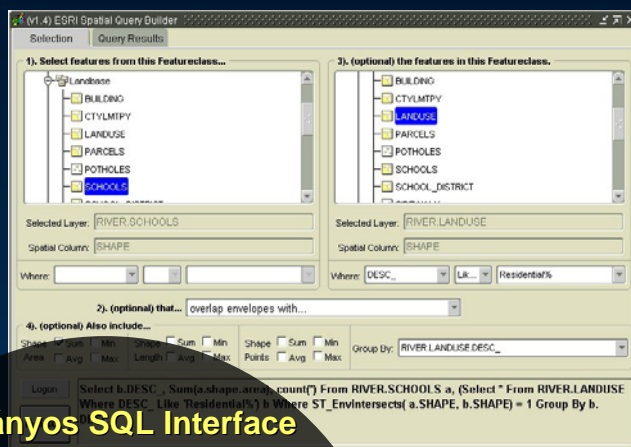 (v1.4) ESRI Spatial Query Builder
Selection Query Results
1). Select features from this Featureclass...
Landbase
BUILDING
CTYLMTPY
LANDUSE
PARCELS
POTHOLES
SCHOOLS
Selected Layer: RIVER.SCHOOLS
Spatial Column: SHAPE
Where:
3). (optional) the features in this Featureclass.
BUILDING
CTYLMTPY
LANDUSE
PARCELS
POTHOLES
SCHOOLS
SCHOOL_DISTRICT
Selected Layer: RIVER.LANDUSE
Spatial Column: SHAPE
Where: DESC_ Lik... Residential%
2). (optional) that... overlap envelopes with...
4). (optional) Also include...
Shape Sum Min Shape Sum Min Shape Sum Min
Area Avg Max Length Avg Max Points Avg Max
Group By: RIVER.LANDUSE.DESC_
Logon
Select b.DESC_, Sum(a.shape.area), count(*) From RIVER.SCHOOLS a, (Select * From RIVER.LANDUSE
Where DESC_ Like 'Residential%') b Where ST_Envintersects( a.SHAPE, b.SHAPE) = 1 Group By b.
nyos SQL Interface